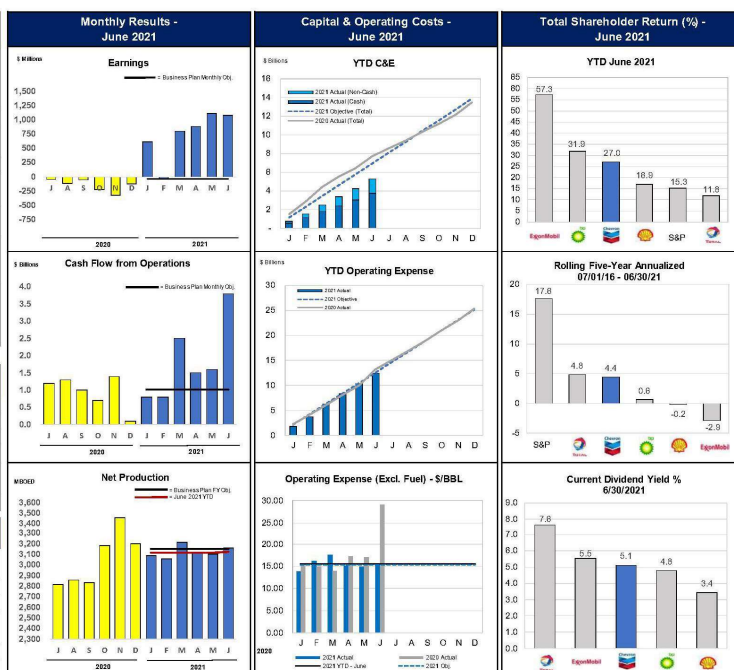 Monthly Results -
June 2021
$ Millions
Earnings
= Business Plan Monthly Obj.
1,500
1,250
1,000
750
500
250
0
-250
-500
-750
J A S O N D J F M A M J
2020 2021
$ Billions
Cash Flow from Operations
= Business Plan Monthly Obj.
4.0
3.5
3.0
2.5
2.0
1.5
1.0
0.5
0.0
J A S O N D J F M A M J
2020 2021
MBOED
Net Production
= Business Plan FY Obj.
= June 2021 YTD
3,600
3,500
3,400
3,300
3,200
3,100
3,000
2,900
2,800
2,700
2,600
2,500
2,400
2,300
J A S O N D J F M A M J
2020 2021
Capital & Operating Costs -
June 2021
$ Billions
YTD C&E
2021 Actual (Non-Cash)
2021 Actual (Cash)
2021 Objective (Total)
2020 Actual (Total)
16
14
12
10
8
6
4
2
-
J F M A M J J A S O N D
$ Billions
YTD Operating Expense
2021 Actual
2021 Objective
2020 Actual
30
25
20
15
10
5
0
J F M A M J J A S O N D
Operating Expense (Excl. Fuel) - $/BBL
30.00
25.00
20.00
15.00
10.00
5.00
0.00
J F M A M J J A S O N D
2020
2021 Actual
2020 Actual
2021 YTD - June
2021 Obj.
Total Shareholder Return (%) -
June 2021
YTD June 2021
65
60
55
50
45
40
35
30
25
20
15
10
5
0
57.3
31.9
27.0
18.9
15.3
11.8
ExxonMobil
Chevron
S&P
Rolling Five-Year Annualized
07/01/16 - 06/30/21
20
15
10
5
0
-5
17.8
4.8
4.4
0.6
-0.2
-2.9
S&P
Chevron
ExxonMobil
Current Dividend Yield %
6/30/2021
9.0
8.0
7.0
6.0
5.0
4.0
3.0
2.0
1.0
0.0
7.8
5.5
5.1
4.8
3.4
ExxonMobil
Chevron